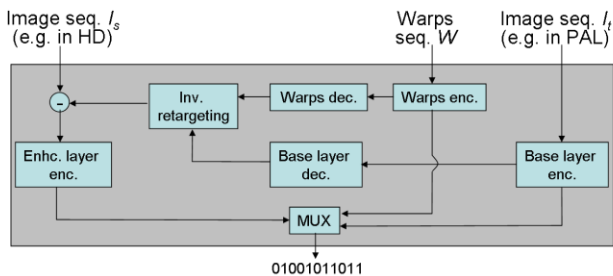 Image seq. Iₛ
(e.g. in HD)
Warps
seq. W
Image seq. Iₜ
(e.g. in PAL)
-
Inv.
retargeting
Warps dec.
Warps enc.
Enhc. layer
enc.
Base layer
dec.
Base layer
enc.
MUX
01001011011